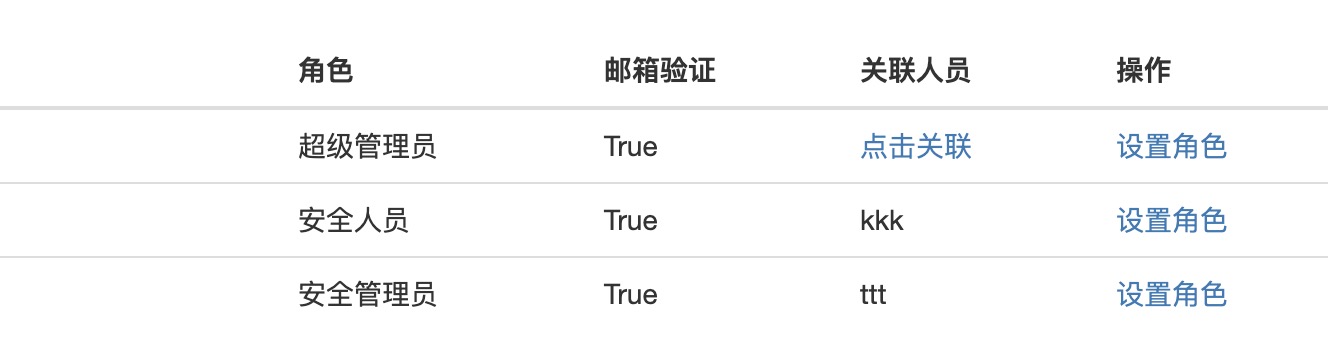 角色 邮箱验证 关联人员 操作
超级管理员 True 点击关联 设置角色
安全人员 True kkk 设置角色
安全管理员 True ttt 设置角色